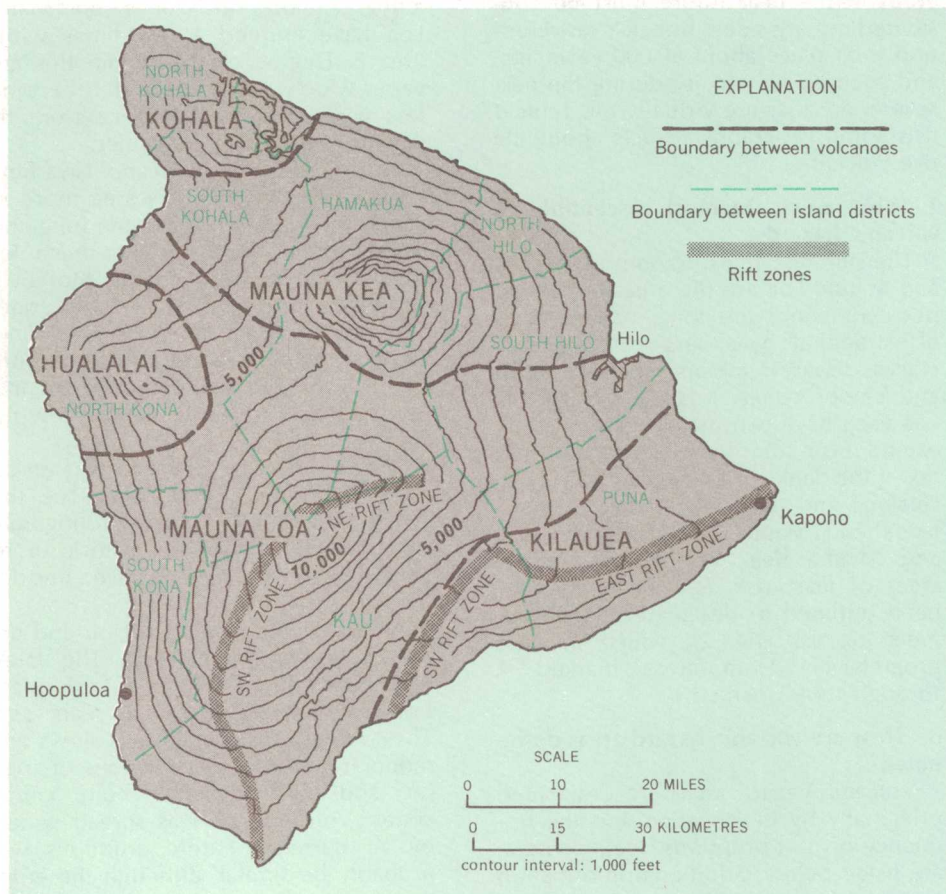 NORTH
KOHALA
KOHALA
EXPLANATION
Boundary between volcanoes
Boundary between island districts
Rift zones
SOUTH
KOHALA
HAMAKUA
NORTH
HILO
MAUNA KEA
SOUTH HILO
Hilo
HUALALAI
5,000
NORTH KONA
NE RIFT ZONE
MAUNA LOA
5,000
PUNA
Kapoho
KILAUEA
10,000
SOUTH
KONA
EAST RIFT ZONE
KAU
SW RIFT ZONE
SW RIFT ZONE
Hoopuloa
SCALE
0 10 20 MILES
0 15 30 KILOMETRES
contour interval: 1,000 feet